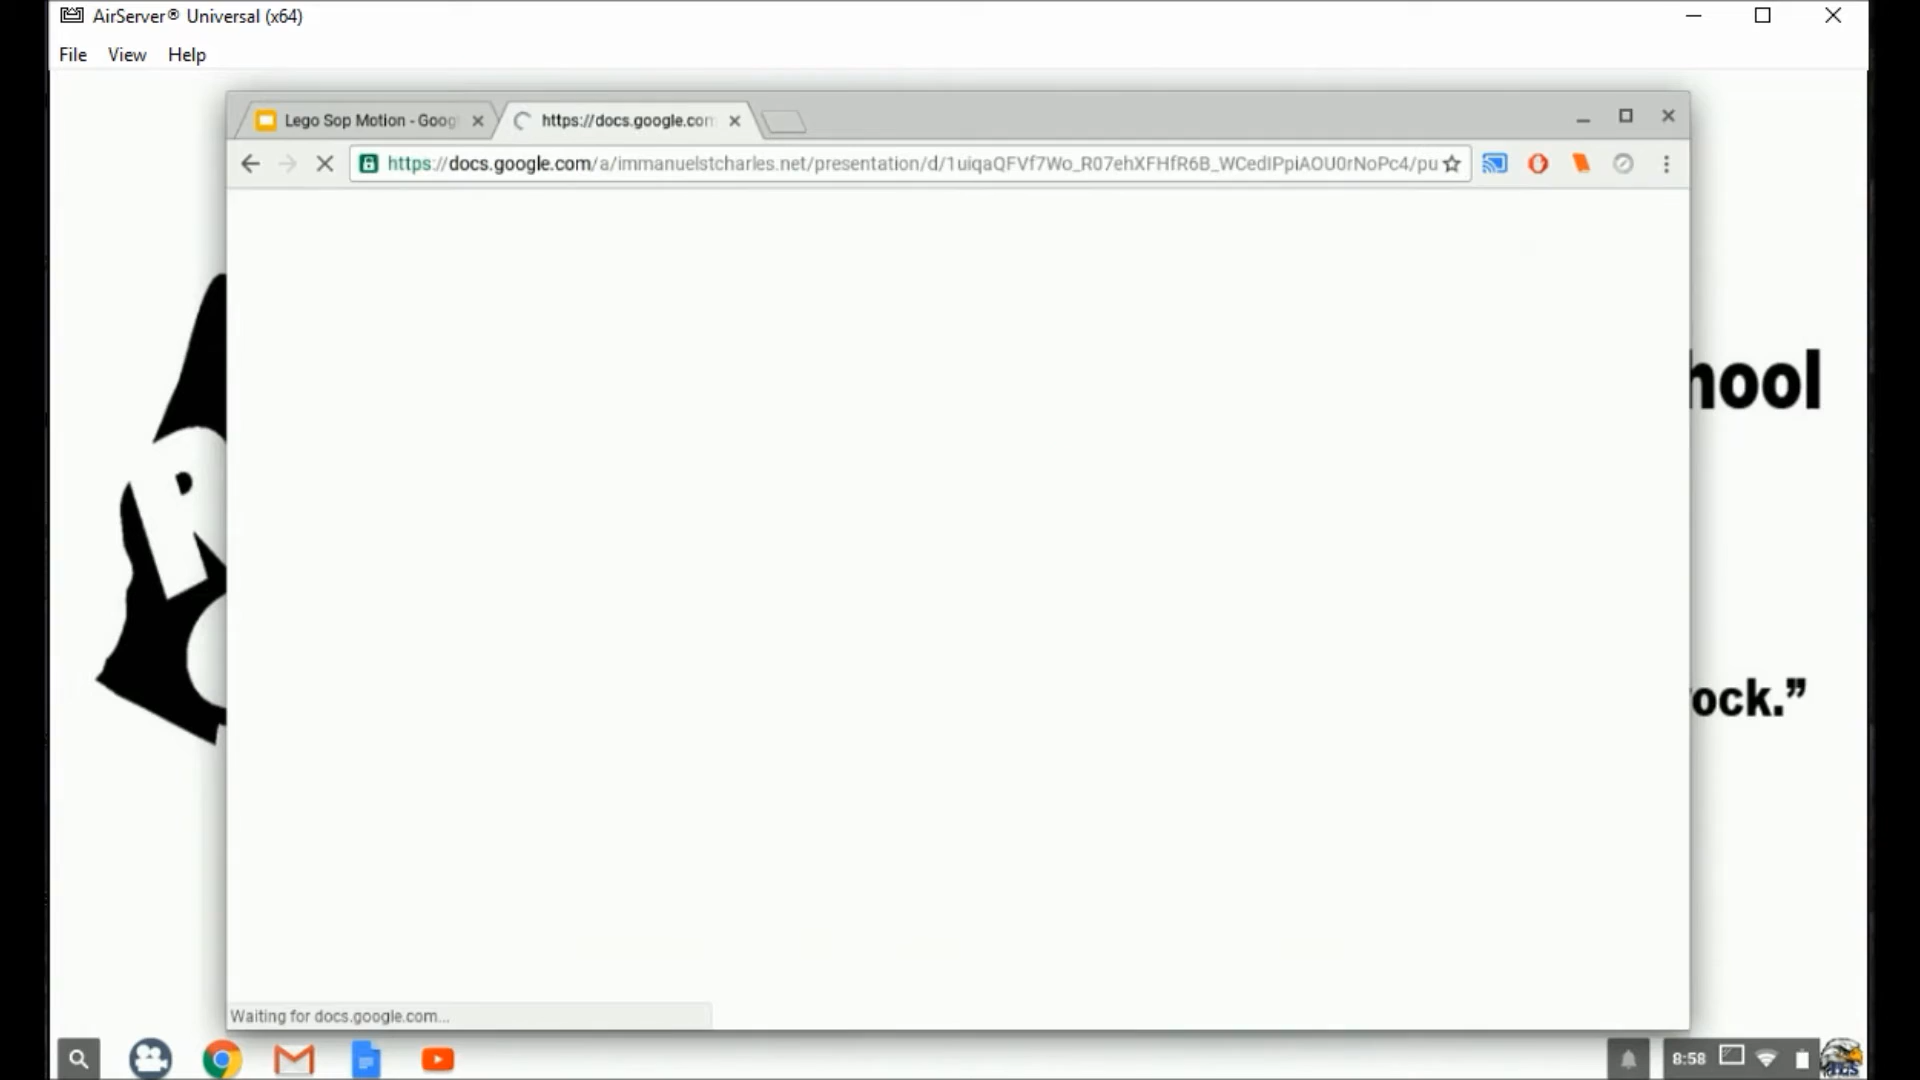 AirServer® Universal (x64)
File View Help
Lego Sop Motion - Goog
https://docs.google.com
https://docs.google.com/a/immanuelstcharles.net/presentation/d/1uiqaQFVf7Wo_R07ehXFHfR6B_WCedIPpiAOU0rNoPc4/pu
hool
rock.”
Waiting for docs.google.com...
8:58